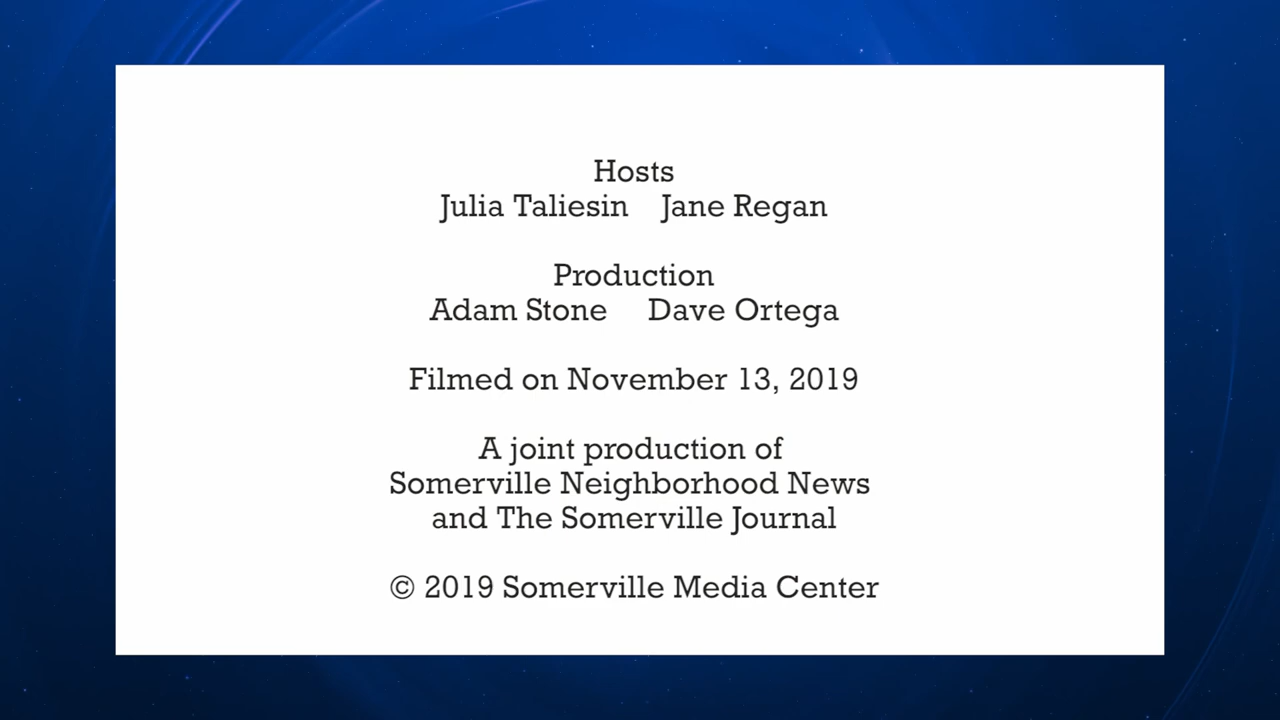 Hosts
Julia Taliesin Jane Regan
Production
Adam Stone Dave Ortega
Filmed on November 13, 2019
A joint production of
Somerville Neighborhood News
and The Somerville Journal
© 2019 Somerville Media Center